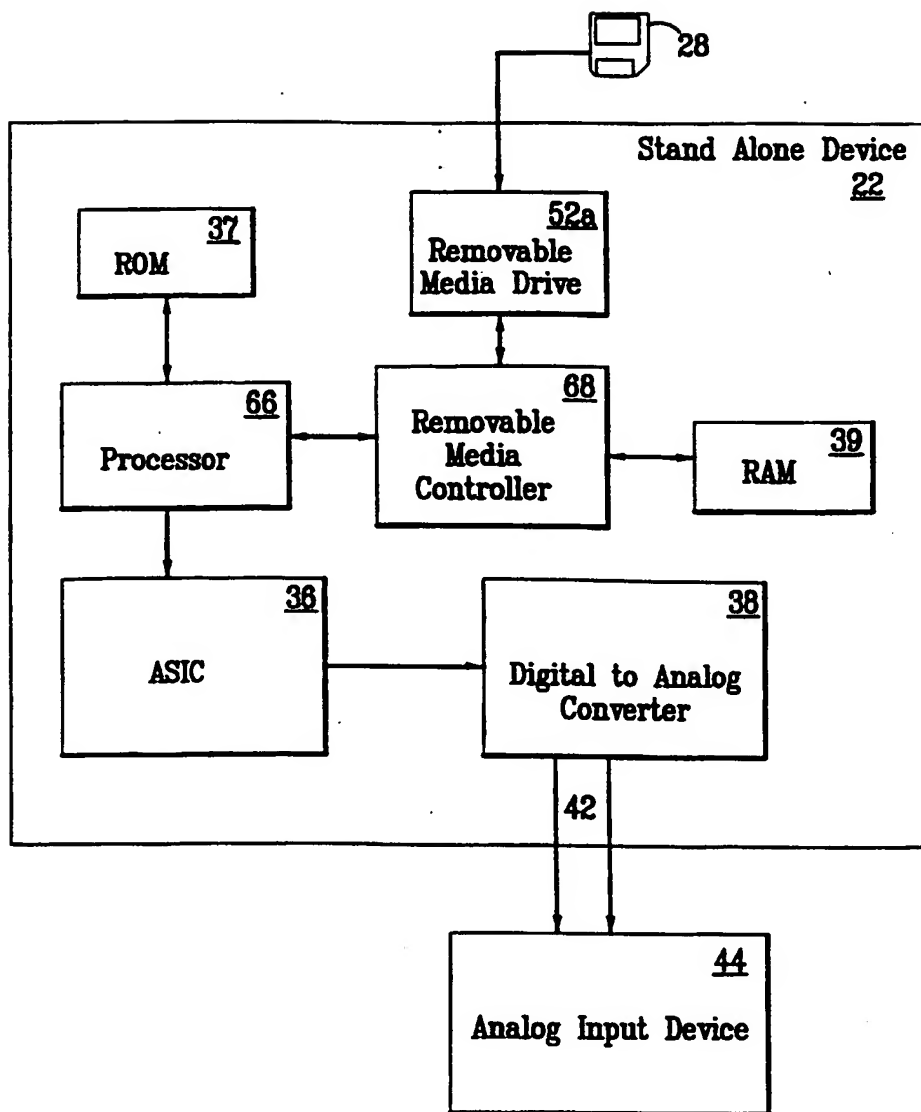 28
Stand Alone Device
22
37
ROM
52a
Removable
Media Drive
66
Processor
68
Removable
Media
Controller
39
RAM
36
ASIC
38
Digital to Analog
Converter
42
44
Analog Input Device